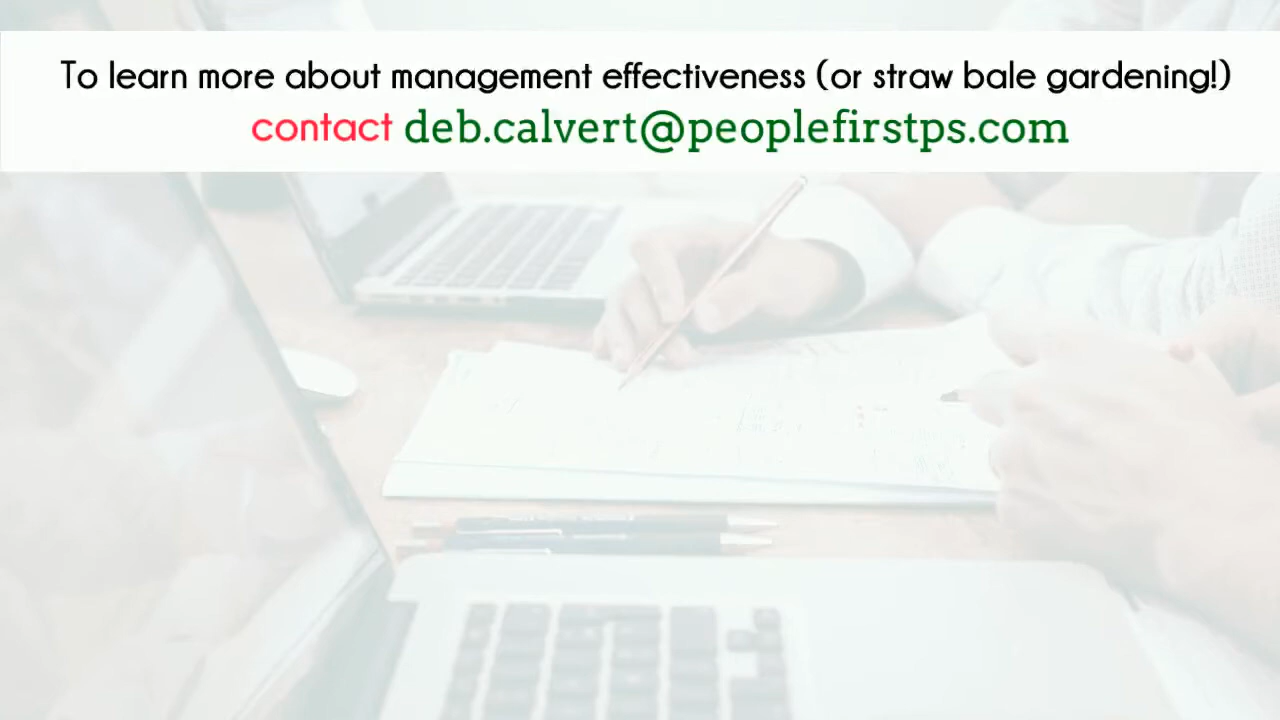 To learn more about management effectiveness (or straw bale gardening!)
contact deb.calvert@peoplefirstps.com